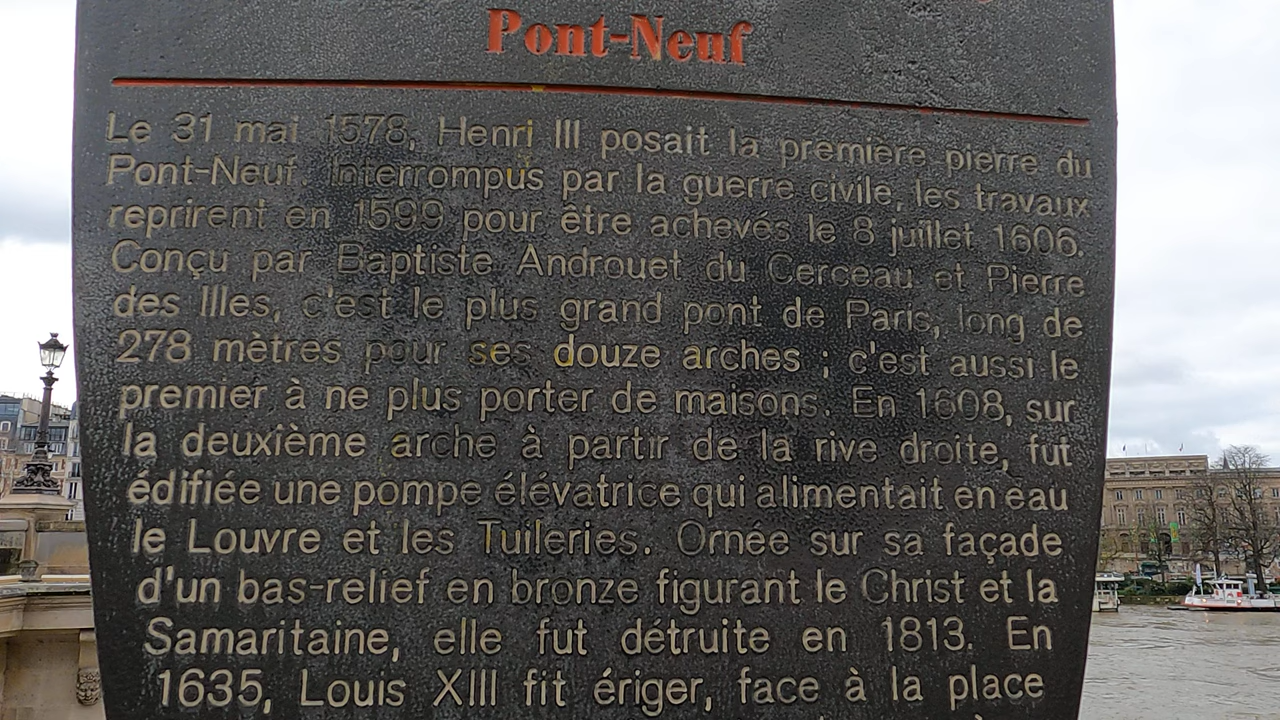 Pont-Neuf
Le 31 mai 1578, Henri III posait la première pierre du
Pont-Neuf. Interrompus par la guerre civile, les travaux
reprirent en 1599 pour être achevés le 8 juillet 1606.
Conçu par Baptiste Androuet du Cerceau et Pierre
des Illes, c'est le plus grand pont de Paris, long de
278 mètres pour ses douze arches ; c'est aussi le
premier à ne plus porter de maisons. En 1608, sur
la deuxième arche à partir de la rive droite, fut
édifiée une pompe élévatrice qui alimentait en eau
le Louvre et les Tuileries. Ornée sur sa façade
d'un bas-relief en bronze figurant le Christ et la
Samaritaine, elle fut détruite en 1813. En
1635, Louis XIII fit ériger, face à la place